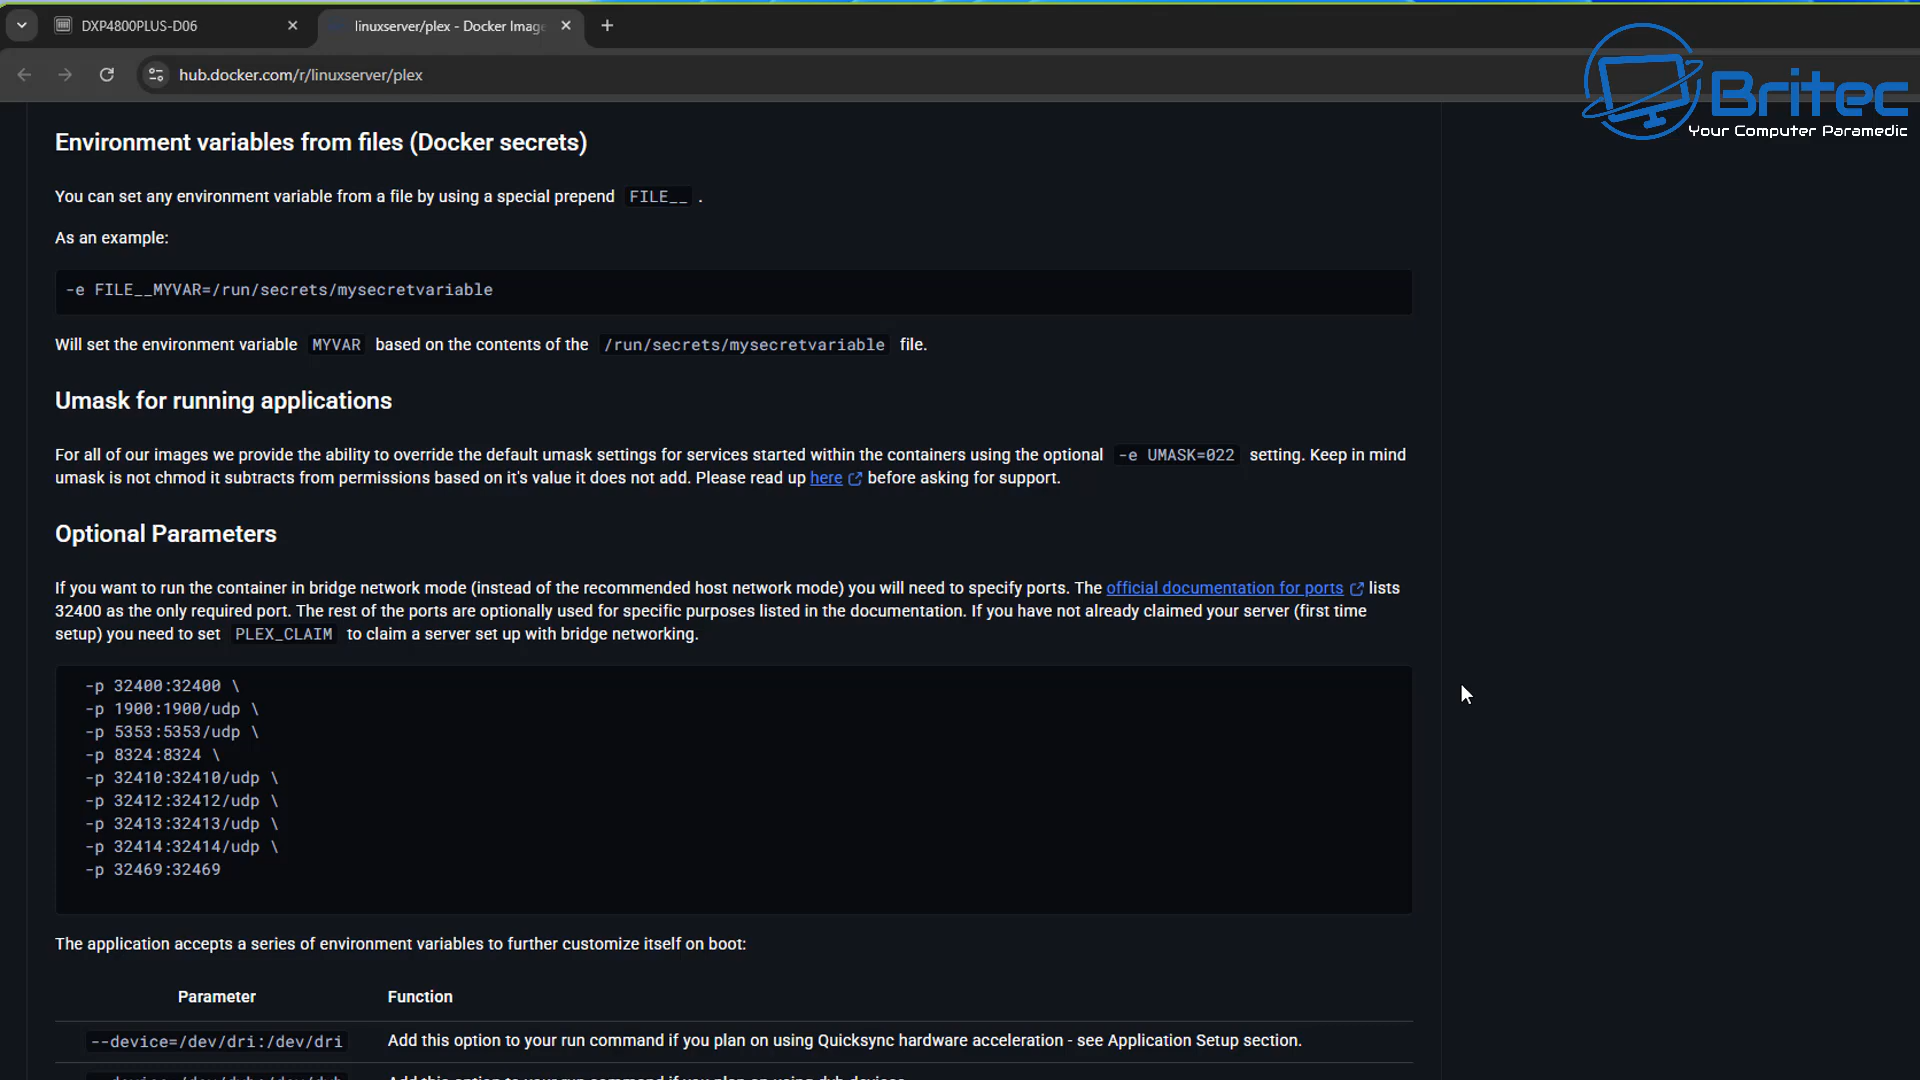 DXP4800PLUS-D06
linuxserver/plex - Docker Imag
hub.docker.com/r/linuxserver/plex
Britec
Your Computer Paramedic
Environment variables from files (Docker secrets)
You can set any environment variable from a file by using a special prepend FILE__ .
As an example:
-e FILE__MYVAR=/run/secrets/mysecretvariable
Will set the environment variable MYVAR based on the contents of the /run/secrets/mysecretvariable file.
Umask for running applications
For all of our images we provide the ability to override the default umask settings for services started within the containers using the optional -e UMASK=022 setting. Keep in mind
umask is not chmod it subtracts from permissions based on it's value it does not add. Please read up here before asking for support.
Optional Parameters
If you want to run the container in bridge network mode (instead of the recommended host network mode) you will need to specify ports. The official documentation for ports lists
32400 as the only required port. The rest of the ports are optionally used for specific purposes listed in the documentation. If you have not already claimed your server (first time
setup) you need to set PLEX_CLAIM to claim a server set up with bridge networking.
-p 32400:32400 \
-p 1900:1900/udp \
-p 5353:5353/udp \
-p 8324:8324 \
-p 32410:32410/udp \
-p 32412:32412/udp \
-p 32413:32413/udp \
-p 32414:32414/udp \
-p 32469:32469
The application accepts a series of environment variables to further customize itself on boot:
Parameter Function
--device=/dev/dri:/dev/dri Add this option to your run command if you plan on using Quicksync hardware acceleration - see Application Setup section.